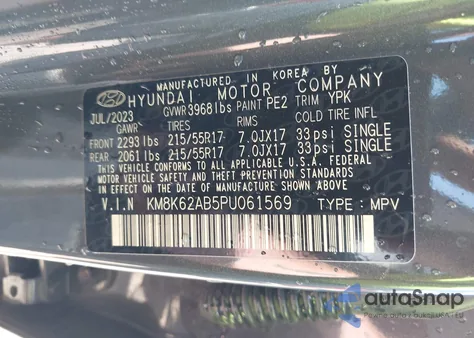 MANUFACTURED IN KOREA BY
HYUNDAI MOTOR COMPANY
JUL/2023 GVWR 3968lbs PAINT PE2 TRIM YPK
GAWR TIRES RIMS COLD TIRE INFL
FRONT 2293 lbs 215/55R17 7.0JX17 33psi SINGLE
REAR 2061lbs 215/55R17 7.0JX17 33psi SINGLE
THIS VEHICLE CONFORMS TO ALL APPLICABLE U.S.A FEDERAL
MOTOR VEHICLE SAFETY, BUMPER, AND THEFT PREVENTION
STANDARDS IN EFFECT ON THE DATE OF MANUFACTURE
SHOWN ABOVE.
V.I.N KM8K62AB5PU061569 TYPE: MPV
autoSnap